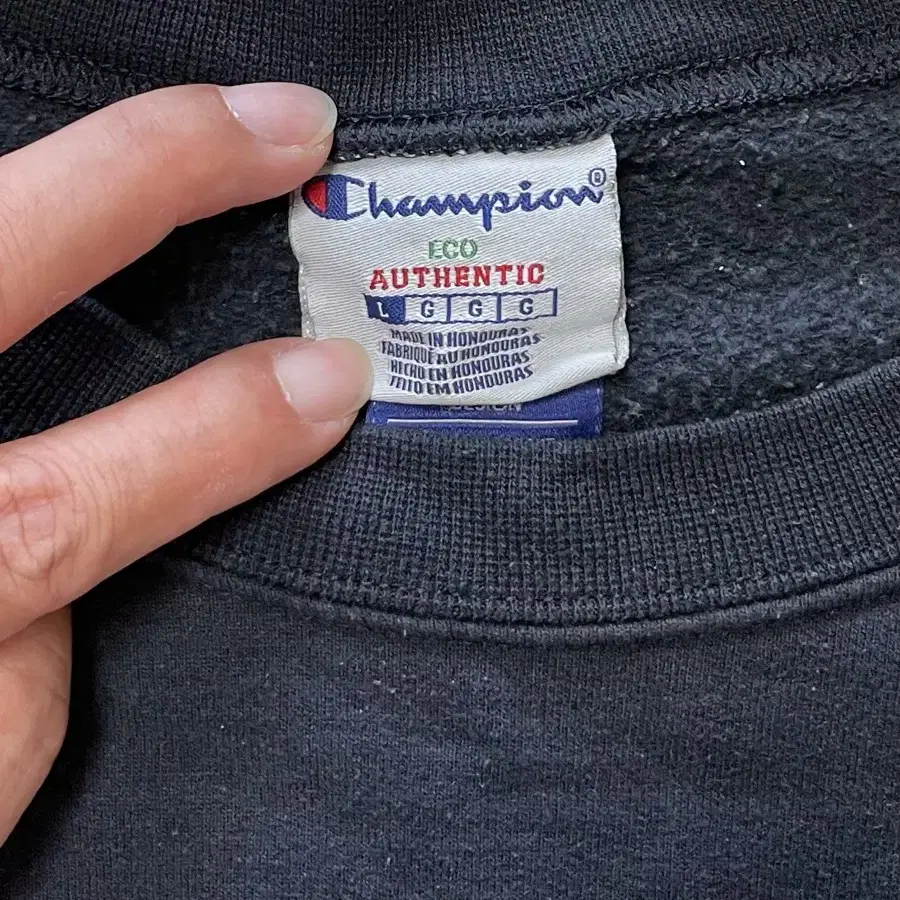 Champion®
ECO
AUTHENTIC
L G G G
MADE IN HONDURAS
FABRIQUÉ AU HONDURAS
HECHO EN HONDURAS
FEITO EM HONDURAS